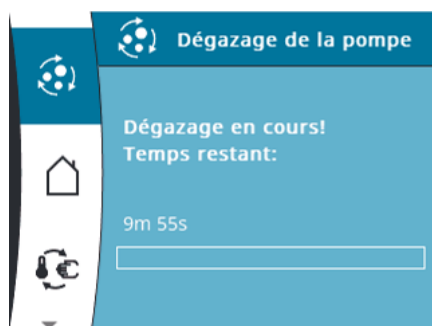 Dégazage de la pompe
Dégazage en cours!
Temps restant:
9m 55s